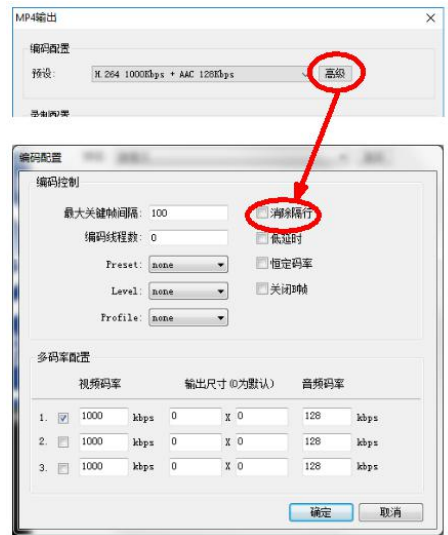 MP4输出
编码配置
预设: H.264 1000Kbps + AAC 128Kbps 高级
编码配置
编码控制
最大关键帧间隔: 100 消除隔行
编码线程数: 0 低延时
Preset: none 恒定码率
Level: none 关闭B帧
Profile: none
多码率配置
视频码率 输出尺寸(0为默认) 音频码率
1. 1000 kbps 0 X 0 128 kbps
2. 1000 kbps 0 X 0 128 kbps
3. 1000 kbps 0 X 0 128 kbps
确定 取消